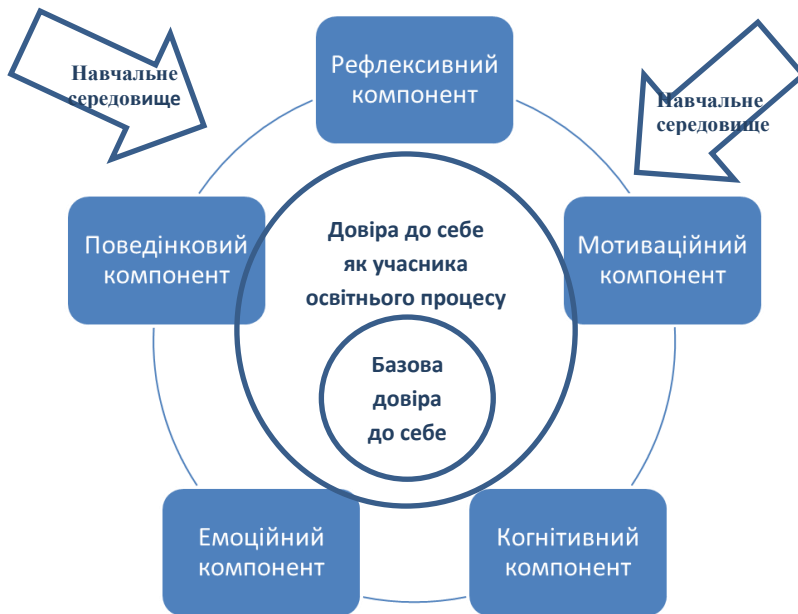 Навчальне
середовище
Рефлексивний
компонент
Навчальне
середовище
Поведінковий
компонент
Довіра до себе
як учасника
освітнього процесу
Мотиваційний
компонент
Базова
довіра
до себе
Емоційний
компонент
Когнітивний
компонент